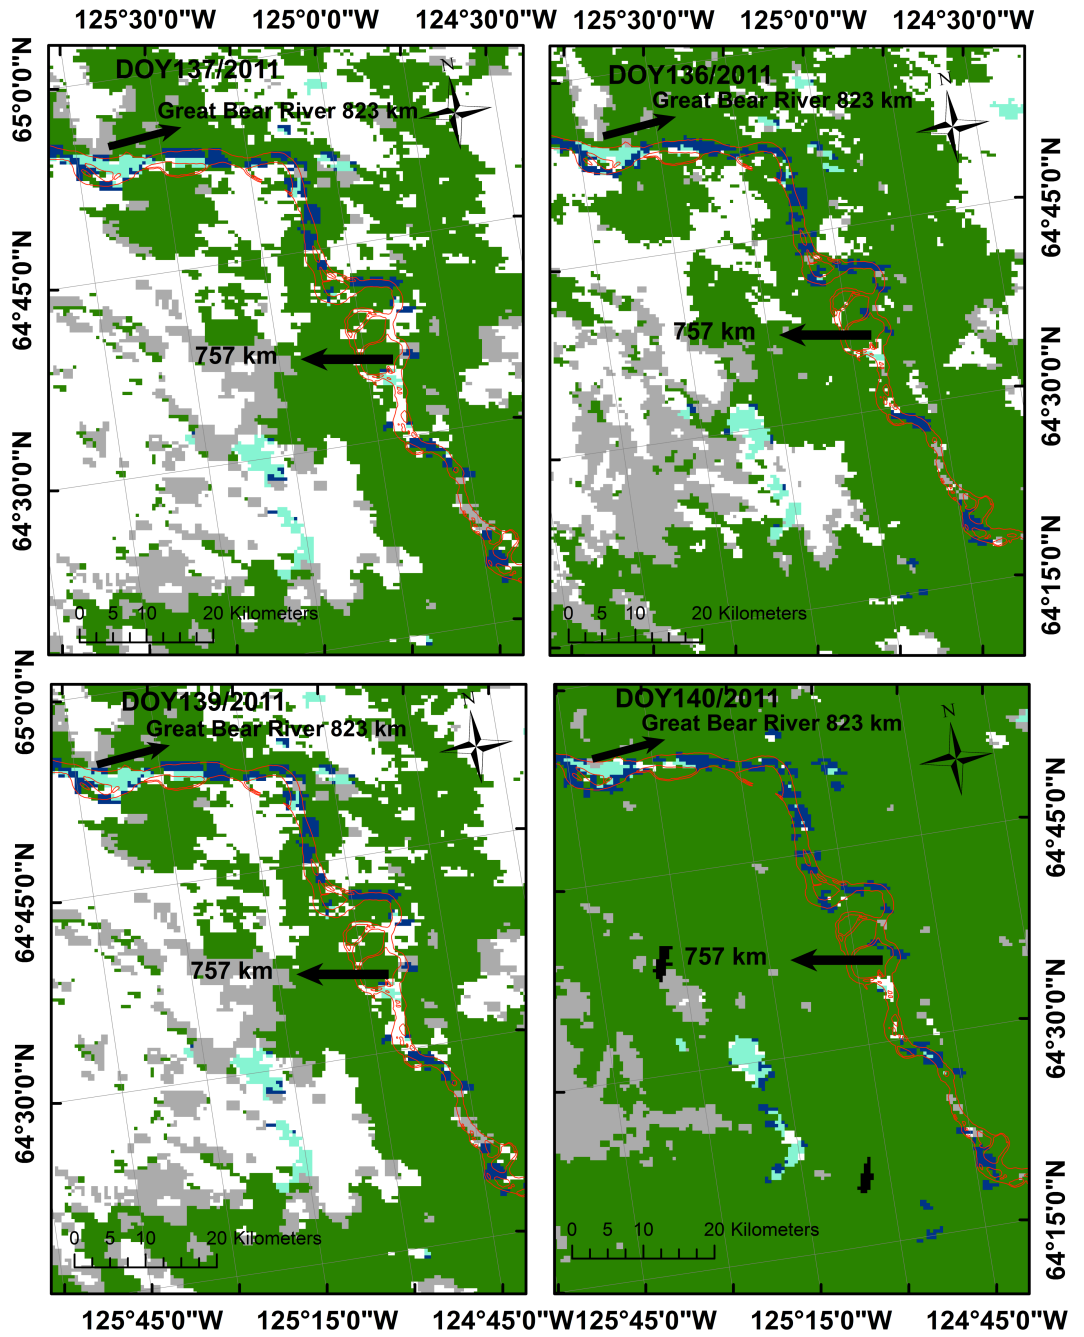 125°30'0"W 125°0'0"W 124°30'0"W 125°30'0"W 125°0'0"W 124°30'0"W
65°0'0"N
64°45'0"N
64°30'0"N
DOY137/2011
N
Great Bear River 823 km
757 km
0 5 10 20 Kilometers
DOY136/2011
N
Great Bear River 823 km
757 km
0 5 10 20 Kilometers
64°45'0"N
64°30'0"N
64°15'0"N
65°0'0"N
64°45'0"N
64°30'0"N
DOY139/2011
N
Great Bear River 823 km
757 km
0 5 10 20 Kilometers
DOY140/2011
N
Great Bear River 823 km
757 km
0 5 10 20 Kilometers
64°45'0"N
64°30'0"N
64°15'0"N
125°45'0"W 125°15'0"W 124°45'0"W 125°45'0"W 125°15'0"W 124°45'0"W